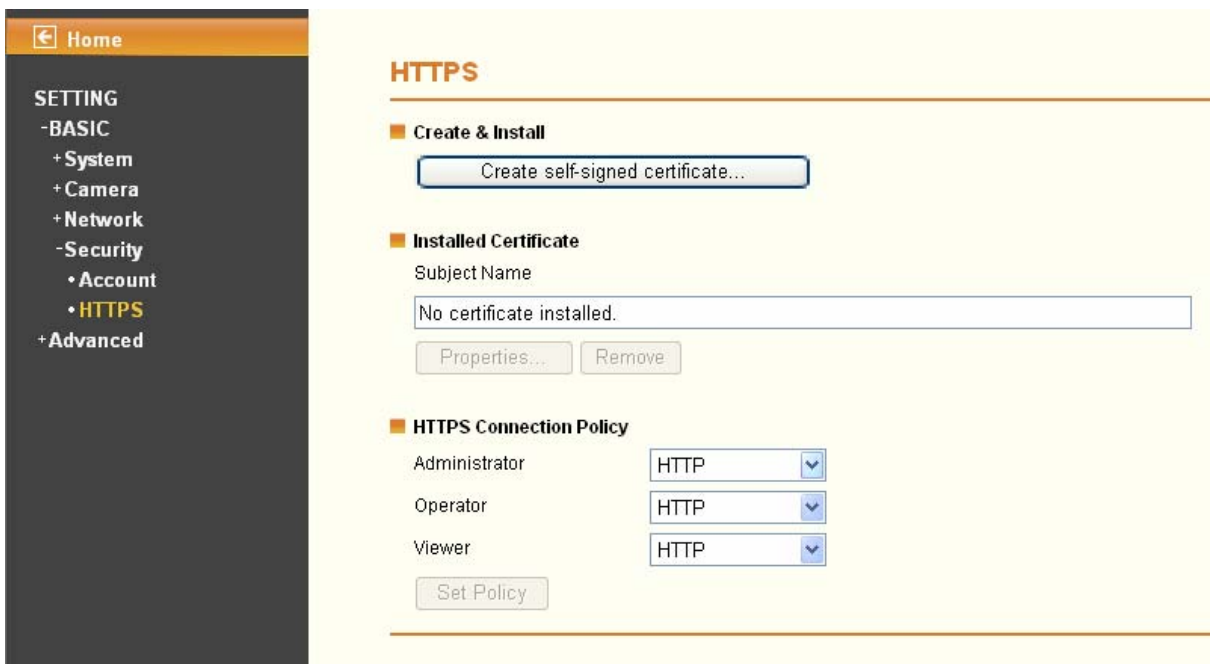 Home
SETTING
-BASIC
+System
+Camera
+Network
-Security
•Account
•HTTPS
+Advanced
HTTPS
Create & Install
Create self-signed certificate...
Installed Certificate
Subject Name
No certificate installed.
Properties... Remove
HTTPS Connection Policy
Administrator HTTP
Operator HTTP
Viewer HTTP
Set Policy